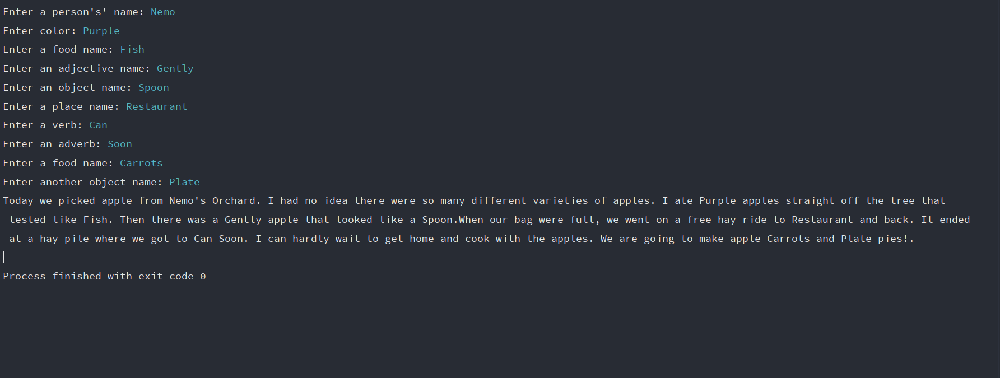 Enter a person's' name: Nemo
Enter color: Purple
Enter a food name: Fish
Enter an adjective name: Gently
Enter an object name: Spoon
Enter a place name: Restaurant
Enter a verb: Can
Enter an adverb: Soon
Enter a food name: Carrots
Enter another object name: Plate
Today we picked apple from Nemo's Orchard. I had no idea there were so many different varieties of apples. I ate Purple apples straight off the tree that
 tested like Fish. Then there was a Gently apple that looked like a Spoon.When our bag were full, we went on a free hay ride to Restaurant and back. It ended
 at a hay pile where we got to Can Soon. I can hardly wait to get home and cook with the apples. We are going to make apple Carrots and Plate pies!.
Process finished with exit code 0